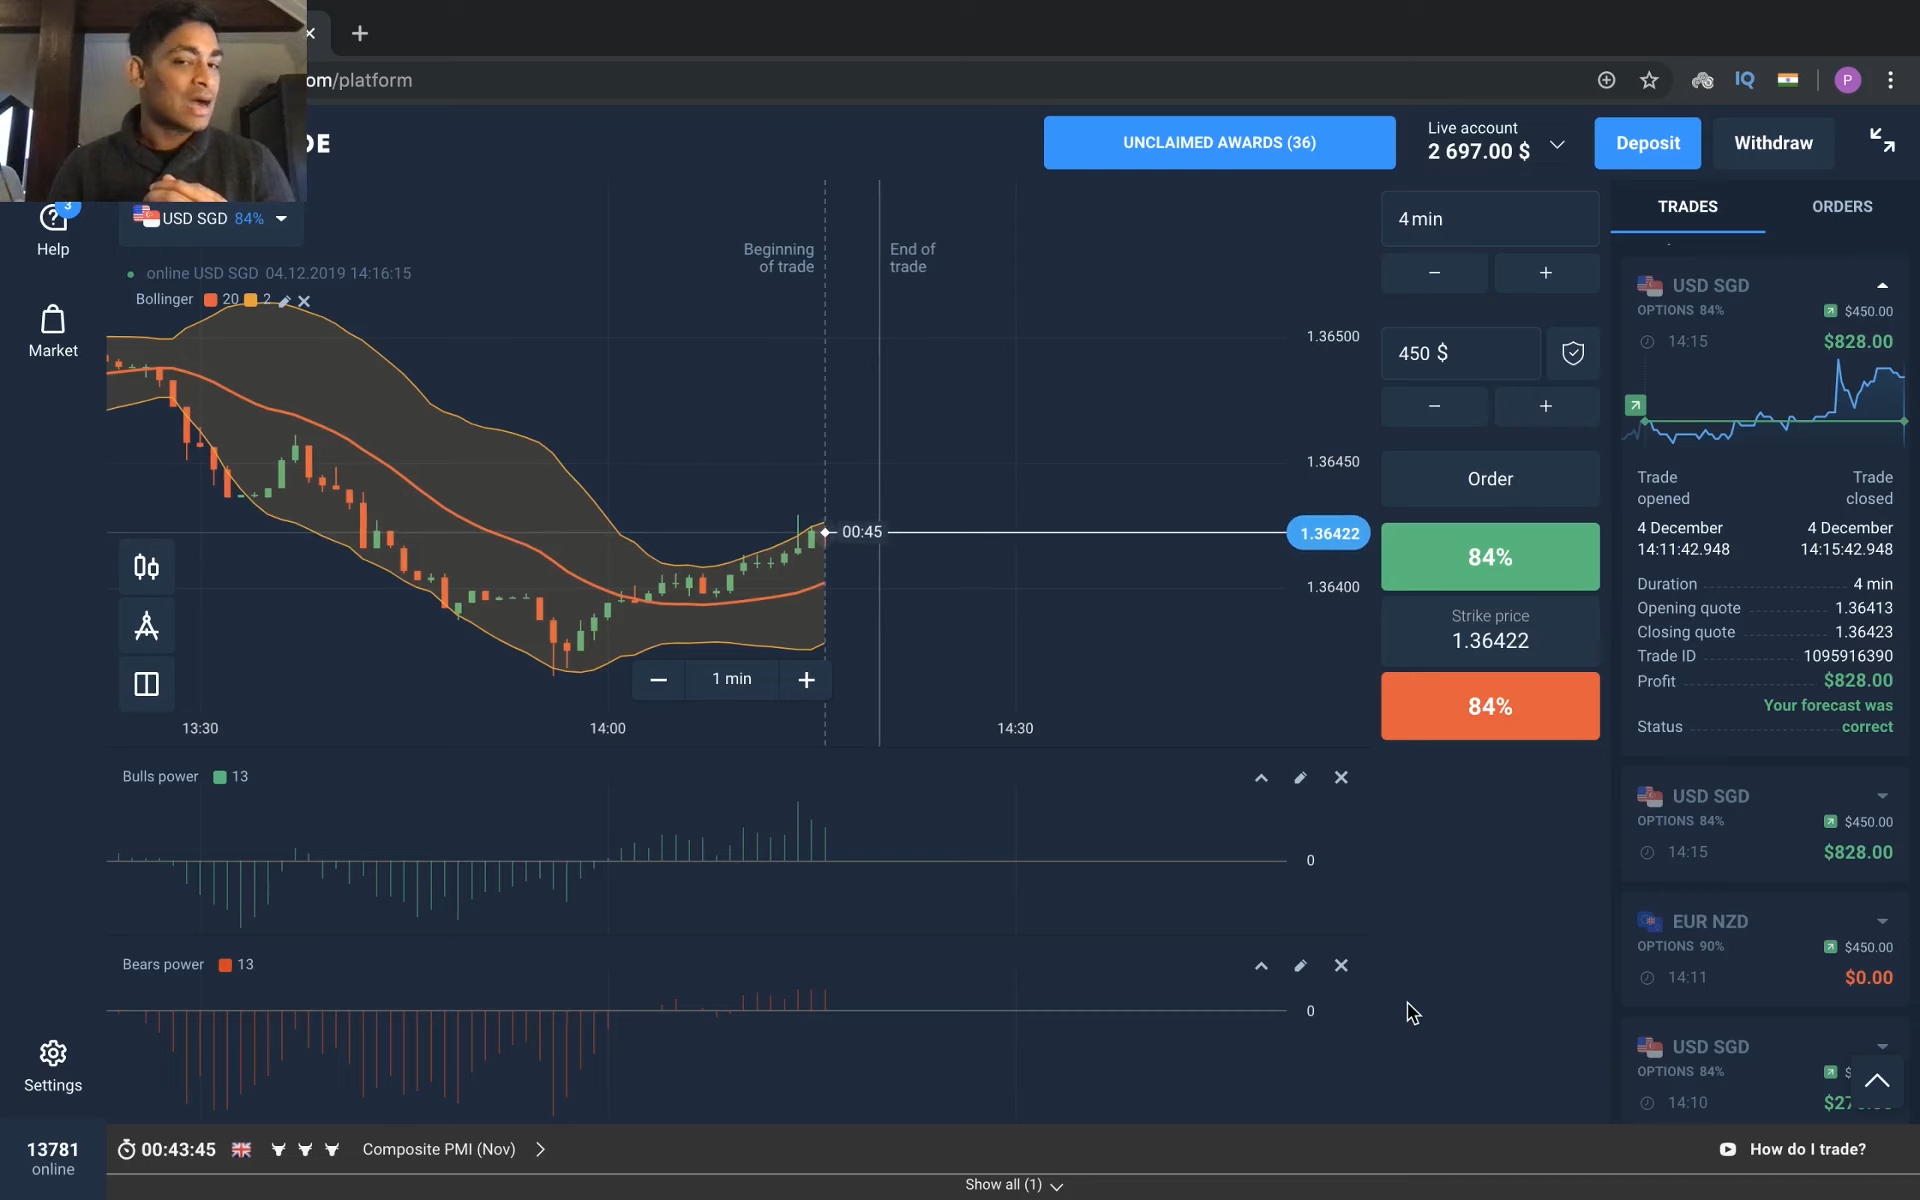 om/platform
P
IQ
DE
UNCLAIMED AWARDS (36)
Live account
2 697.00 $
Deposit
Withdraw
3
Help
Market
USD SGD 84%
online USD SGD 04.12.2019 14:16:15
Bollinger 20 2
Beginning
of trade
End of
trade
1.36500
1.36450
1.36422
1.36400
00:45
1 min
13:30
14:00
14:30
Bulls power 13
0
Bears power 13
0
4 min
450 $
Order
84%
Strike price
1.36422
84%
TRADES
ORDERS
USD SGD
OPTIONS 84%
$450.00
14:15
$828.00
Trade
opened
Trade
closed
4 December
14:11:42.948
4 December
14:15:42.948
Duration 4 min
Opening quote 1.36413
Closing quote 1.36423
Trade ID 1095916390
Profit $828.00
Status Your forecast was
correct
USD SGD
OPTIONS 84%
$450.00
14:15
$828.00
EUR NZD
OPTIONS 90%
$450.00
14:11
$0.00
USD SGD
OPTIONS 84%
14:10
Settings
13781
online
00:43:45
Composite PMI (Nov)
How do I trade?
Show all (1)